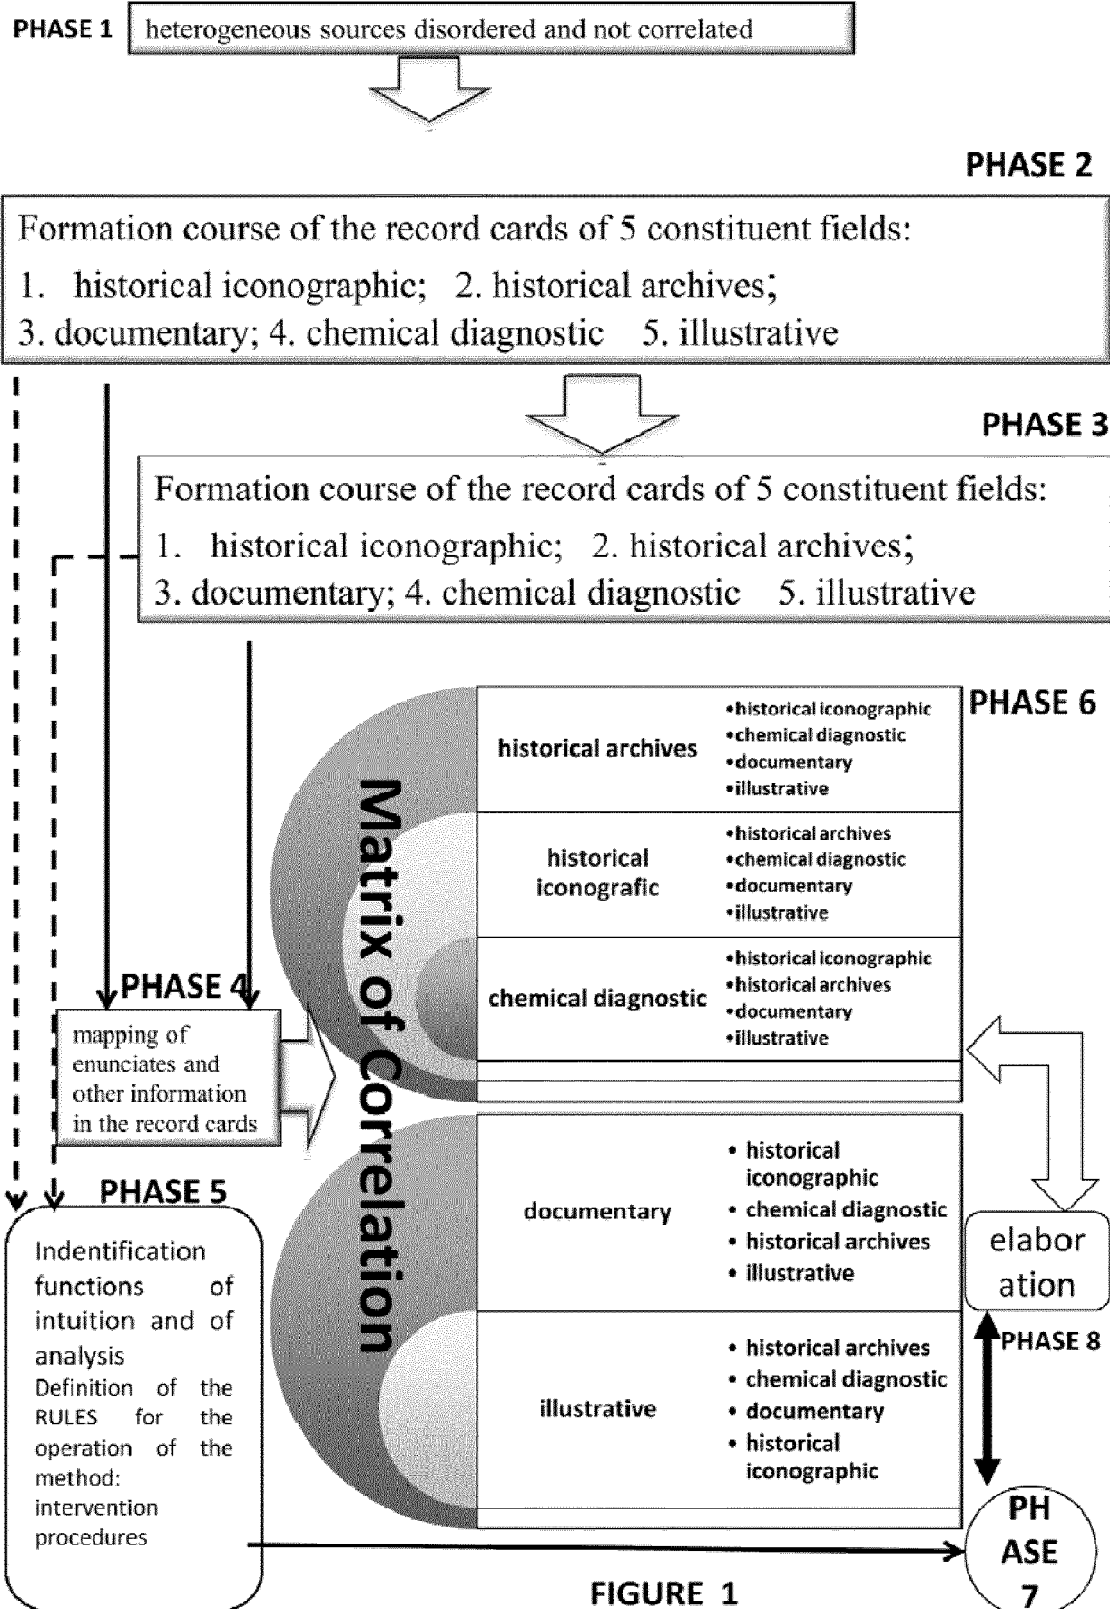 PHASE 1
heterogeneous sources disordered and not correlated
PHASE 2
Formation course of the record cards of 5 constituent fields:
1. historical iconographic; 2. historical archives;
3. documentary; 4. chemical diagnostic 5. illustrative
PHASE 3
Formation course of the record cards of 5 constituent fields:
1. historical iconographic; 2. historical archives;
3. documentary; 4. chemical diagnostic 5. illustrative
PHASE 6
Matrix of Correlation
historical archives
•historical iconographic
•chemical diagnostic
•documentary
•illustrative
historical
iconografic
•historical archives
•chemical diagnostic
•documentary
•illustrative
chemical diagnostic
•historical iconographic
•historical archives
•documentary
•illustrative
PHASE 4
mapping of
enunciates and
other information
in the record cards
documentary
• historical
iconographic
• chemical diagnostic
• historical archives
• illustrative
illustrative
• historical archives
• chemical diagnostic
• documentary
• historical
iconographic
PHASE 5
Indentification
functions of
intuition and of
analysis
Definition of the
RULES for the
operation of the
method:
intervention
procedures
elabor
ation
PHASE 8
PH
ASE
7
FIGURE 1